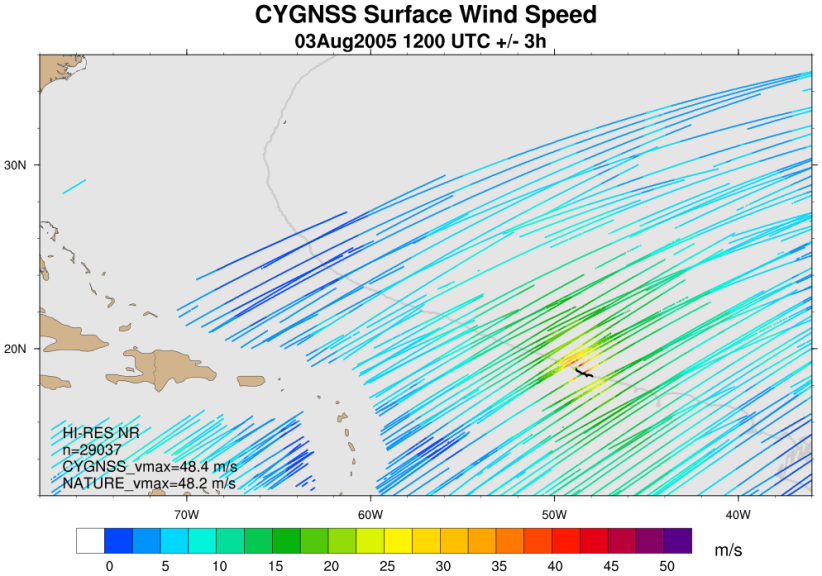 CYGNSS Surface Wind Speed
03Aug2005 1200 UTC +/- 3h
30N
20N
HI-RES NR
n=29037
CYGNSS_vmax=48.4 m/s
NATURE_vmax=48.2 m/s
70W 60W 50W 40W
0 5 10 15 20 25 30 35 40 45 50 m/s